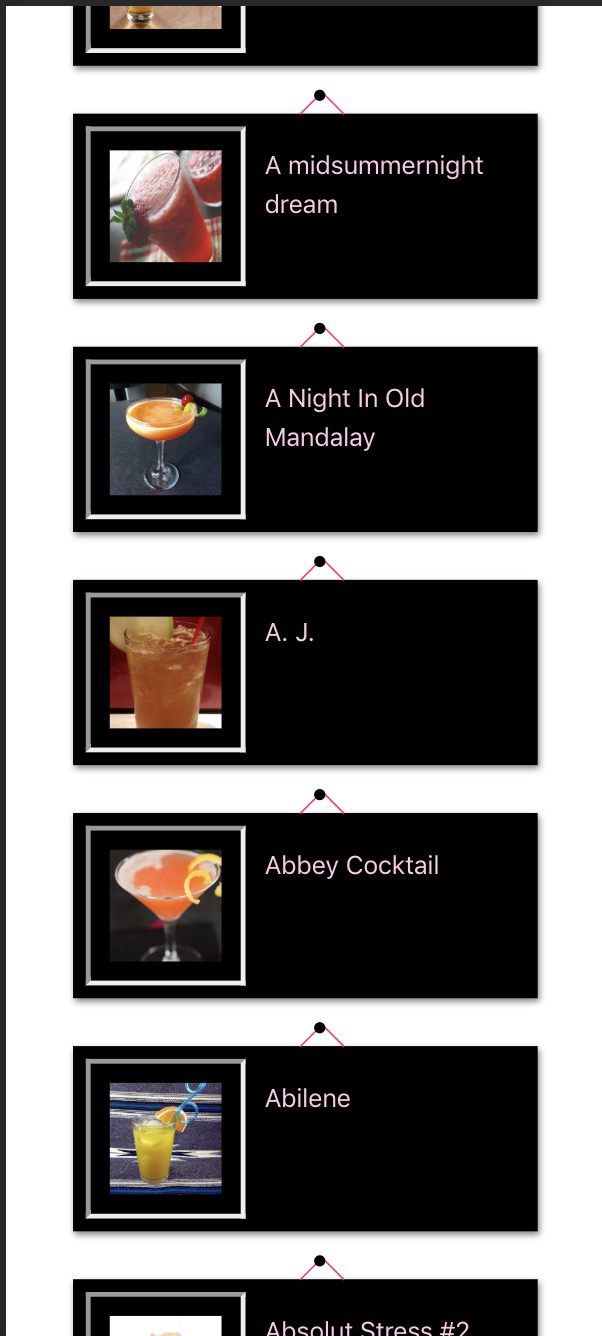 A midsummernight
dream
A Night In Old
Mandalay
A. J.
Abbey Cocktail
Abilene
Absolut Stress #2